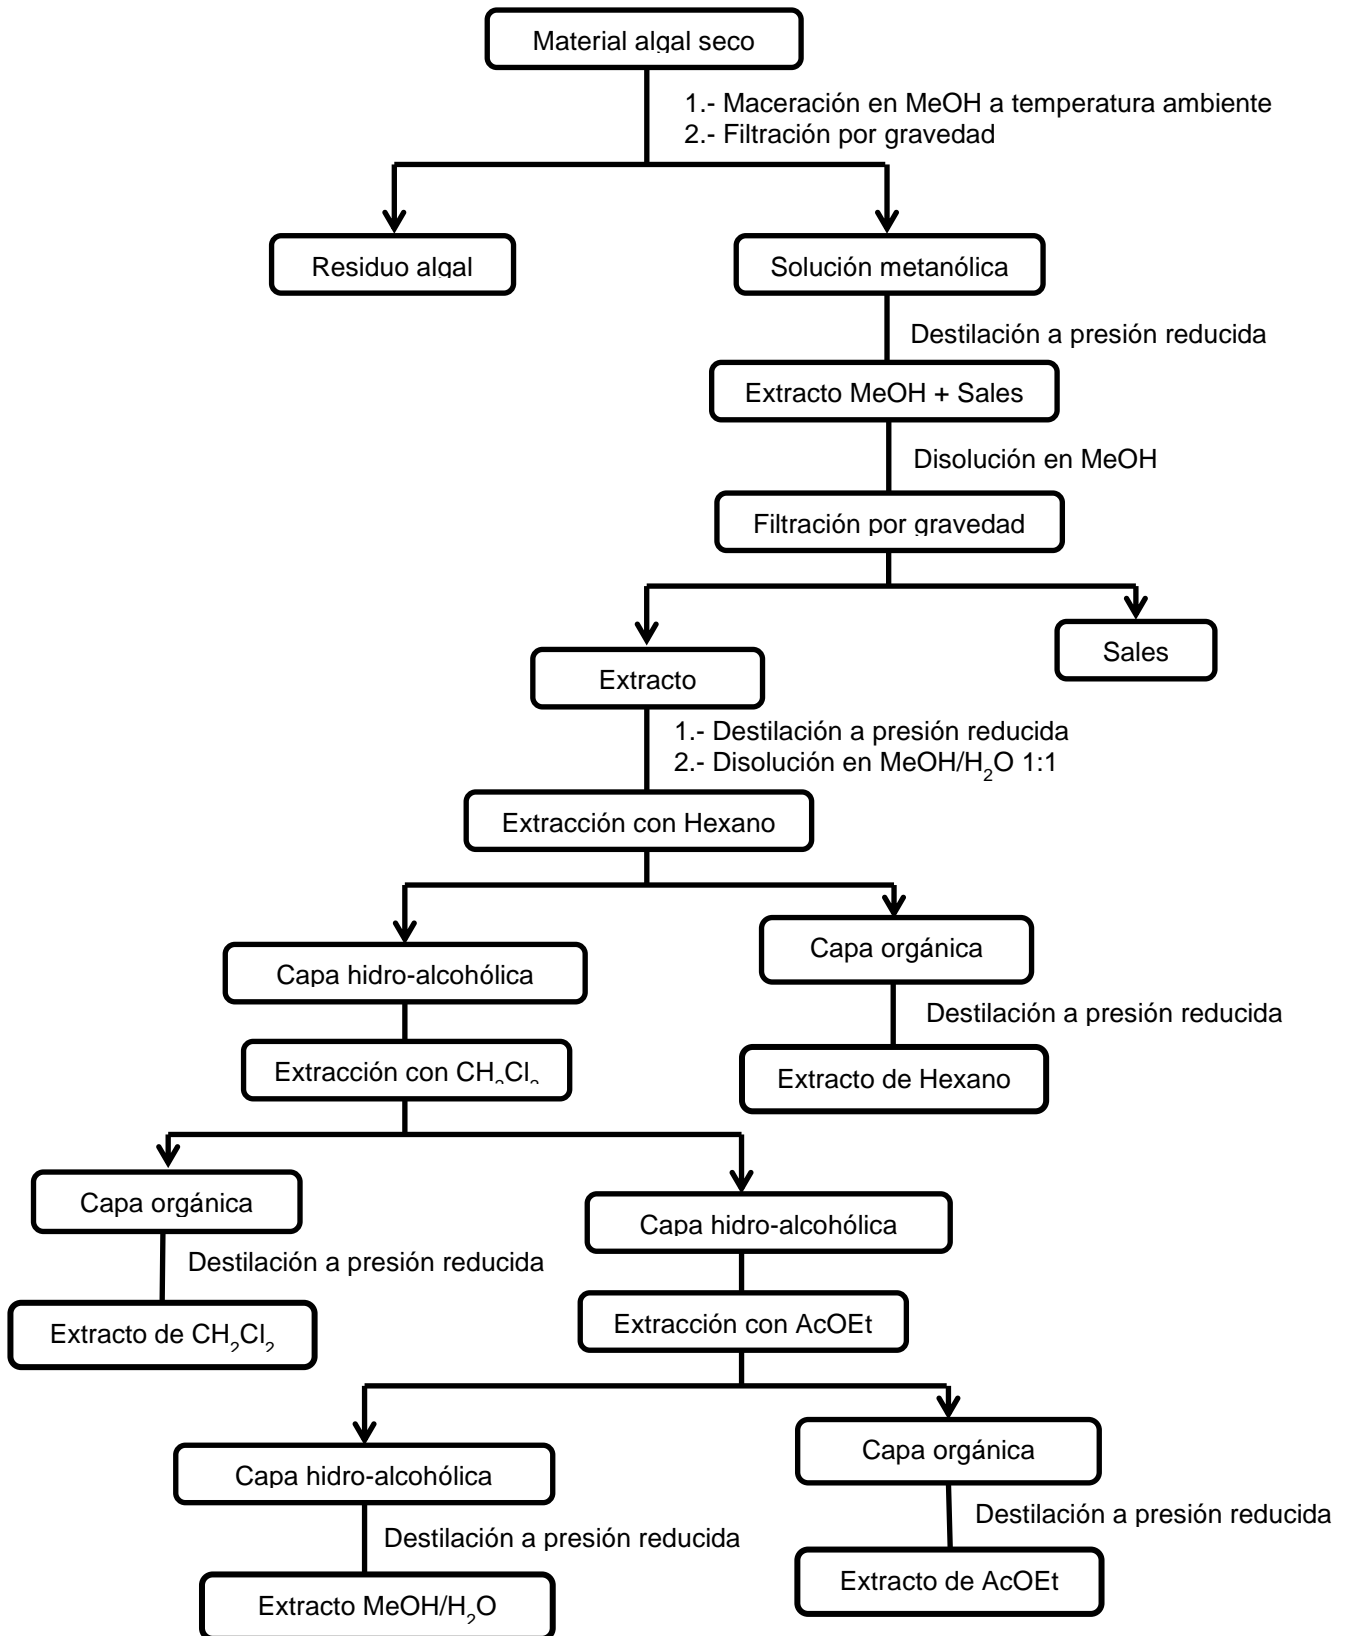 Material algal seco
1.- Maceración en MeOH a temperatura ambiente
2.- Filtración por gravedad
Residuo algal
Solución metanólica
Destilación a presión reducida
Extracto MeOH + Sales
Disolución en MeOH
Filtración por gravedad
Sales
Extracto
1.- Destilación a presión reducida
2.- Disolución en MeOH/H₂O 1:1
Extracción con Hexano
Capa orgánica
Capa hidro-alcohólica
Destilación a presión reducida
Extracción con CH₂Cl₂
Extracto de Hexano
Capa orgánica
Capa hidro-alcohólica
Destilación a presión reducida
Extracto de CH₂Cl₂
Extracción con AcOEt
Capa orgánica
Capa hidro-alcohólica
Destilación a presión reducida
Destilación a presión reducida
Extracto de AcOEt
Extracto MeOH/H₂O